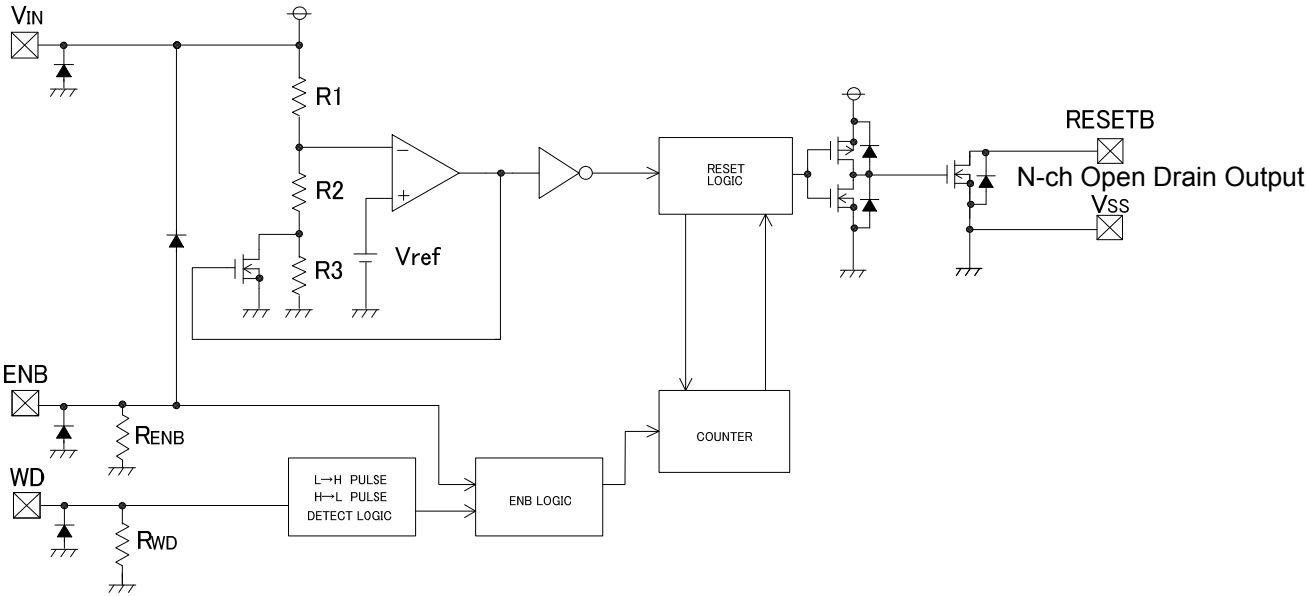 VIN
R1
RESETB
RESET
LOGIC
R2
N-ch Open Drain Output
VSS
Vref
R3
ENB
RENB
COUNTER
WD
L→H PULSE
H→L PULSE
DETECT LOGIC
ENB LOGIC
RWD